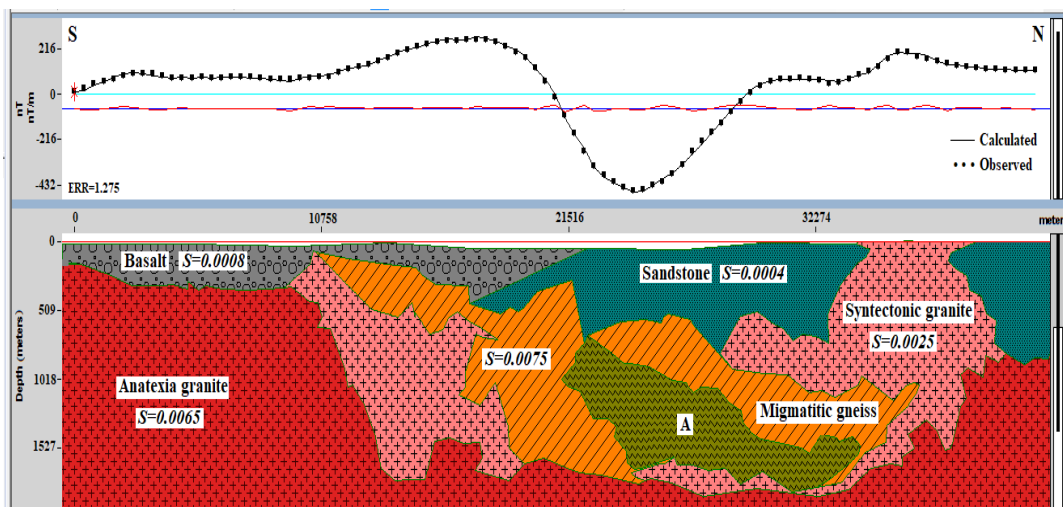 S
N
216
0
-216
-432
nT
nT/m
Calculated
Observed
ERR=1.275
0
10758
21516
32274
meter
0
509
1018
1527
Depth (meters)
Basalt S=0.0008
Sandstone S=0.0004
Syntectonic granite
S=0.0025
S=0.0075
Anatexia granite
S=0.0065
A
Migmatitic gneiss